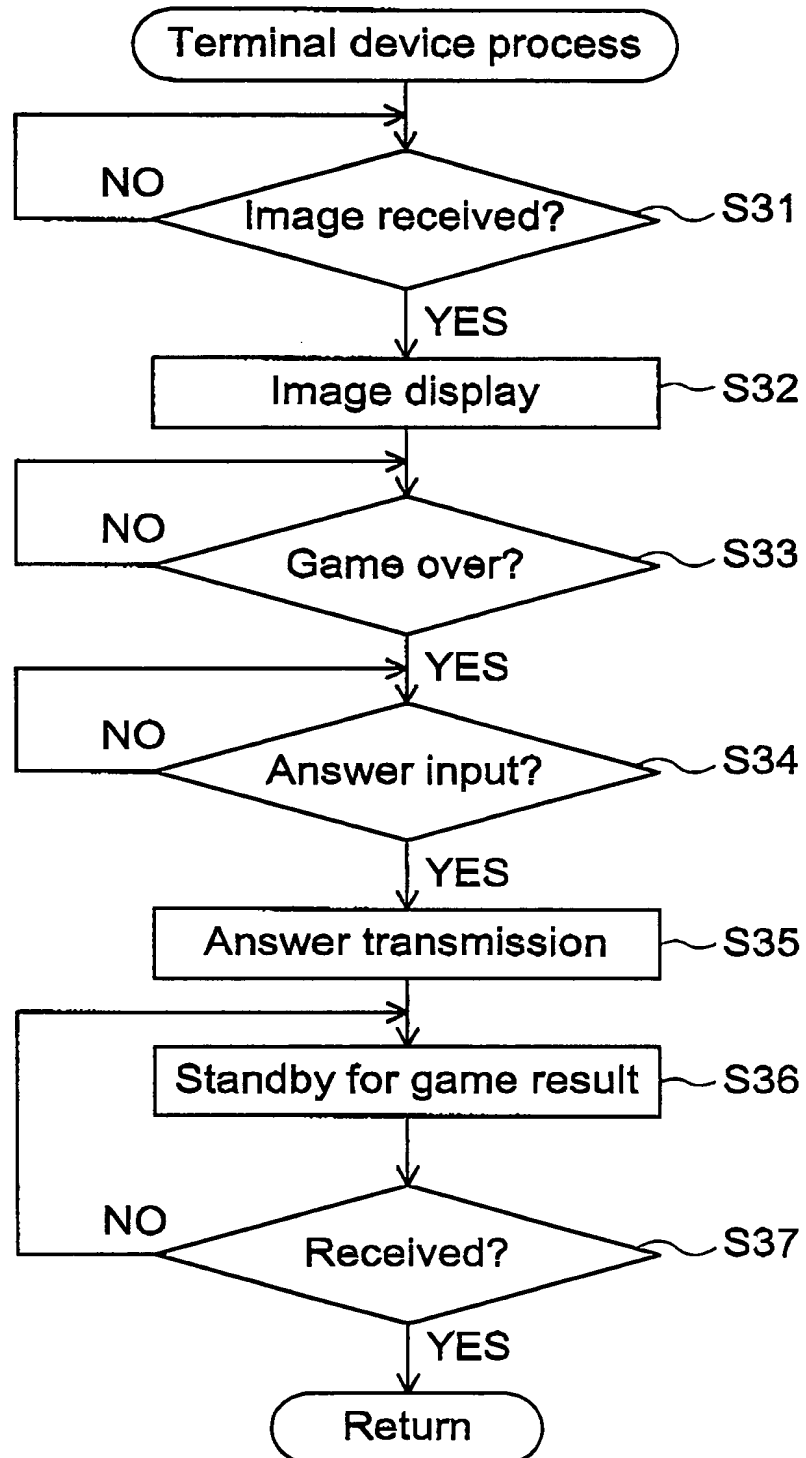 Terminal device process
NO
Image received?
S31
YES
Image display
S32
NO
Game over?
S33
YES
NO
Answer input?
S34
YES
Answer transmission
S35
Standby for game result
S36
NO
Received?
S37
YES
Return